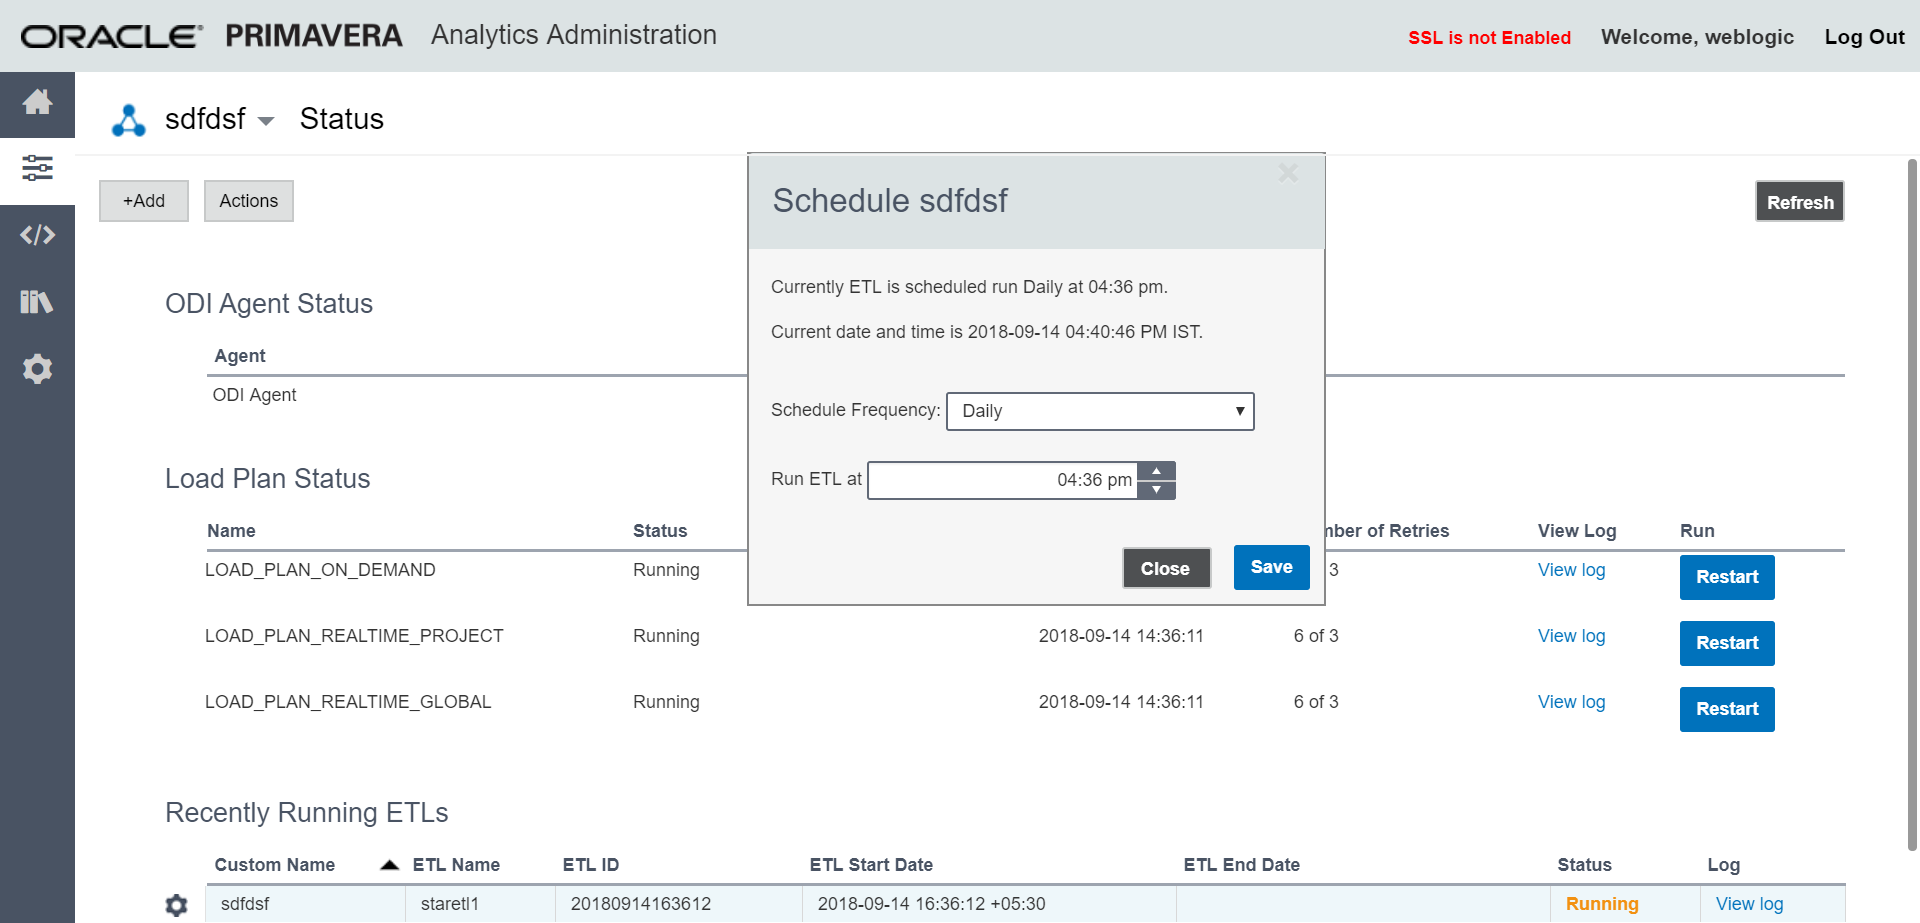 ORACLE PRIMAVERA Analytics Administration SSL is not Enabled Welcome, weblogic Log Out
sdfdsf Status
+Add Actions Refresh
Schedule sdfdsf
Currently ETL is scheduled run Daily at 04:36 pm.
Current date and time is 2018-09-14 04:40:46 PM IST.
Schedule Frequency: Daily
Run ETL at 04:36 pm
Close Save
ODI Agent Status
Agent
ODI Agent
Load Plan Status
Name Status of Retries View Log Run
LOAD_PLAN_ON_DEMAND Running 3 View log Restart
LOAD_PLAN_REALTIME_PROJECT Running 2018-09-14 14:36:11 6 of 3 View log Restart
LOAD_PLAN_REALTIME_GLOBAL Running 2018-09-14 14:36:11 6 of 3 View log Restart
Recently Running ETLs
Custom Name ETL Name ETL ID ETL Start Date ETL End Date Status Log
sdfdsf staretl1 20180914163612 2018-09-14 16:36:12 +05:30 Running View log